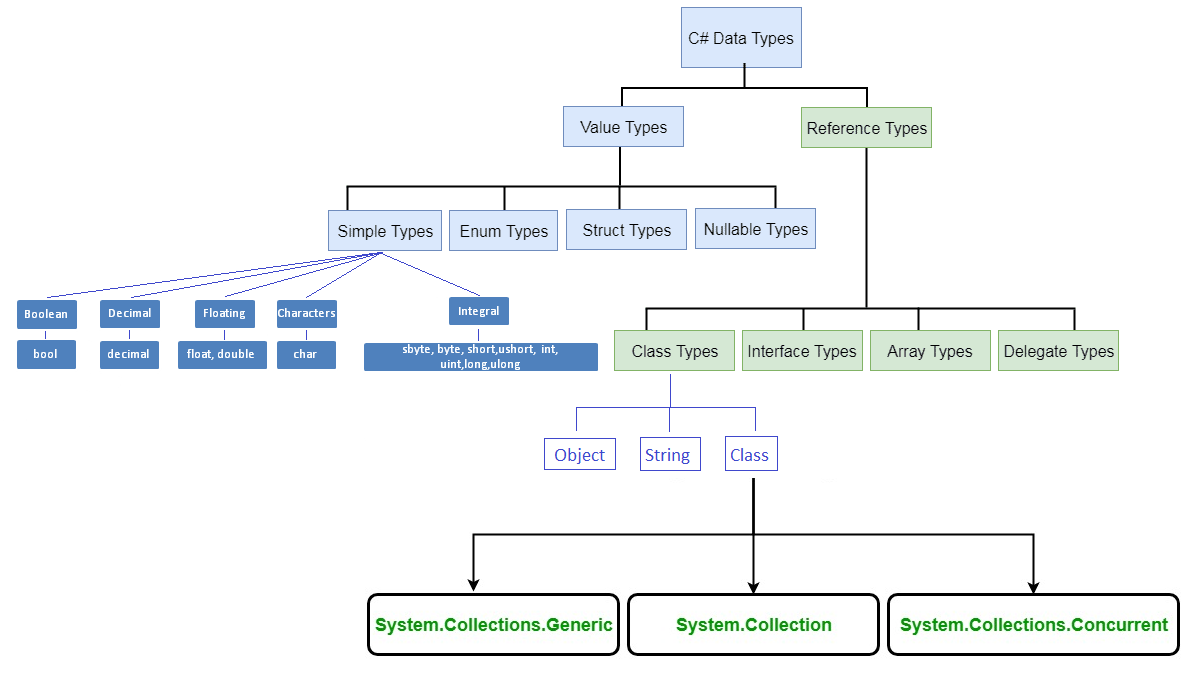 C# Data Types
Value Types
Reference Types
Simple Types
Enum Types
Struct Types
Nullable Types
Boolean
Decimal
Floating
Characters
Integral
bool
decimal
float, double
char
sbyte, byte, short,ushort, int,
uint,long,ulong
Class Types
Interface Types
Array Types
Delegate Types
Object
String
Class
System.Collections.Generic
System.Collection
System.Collections.Concurrent